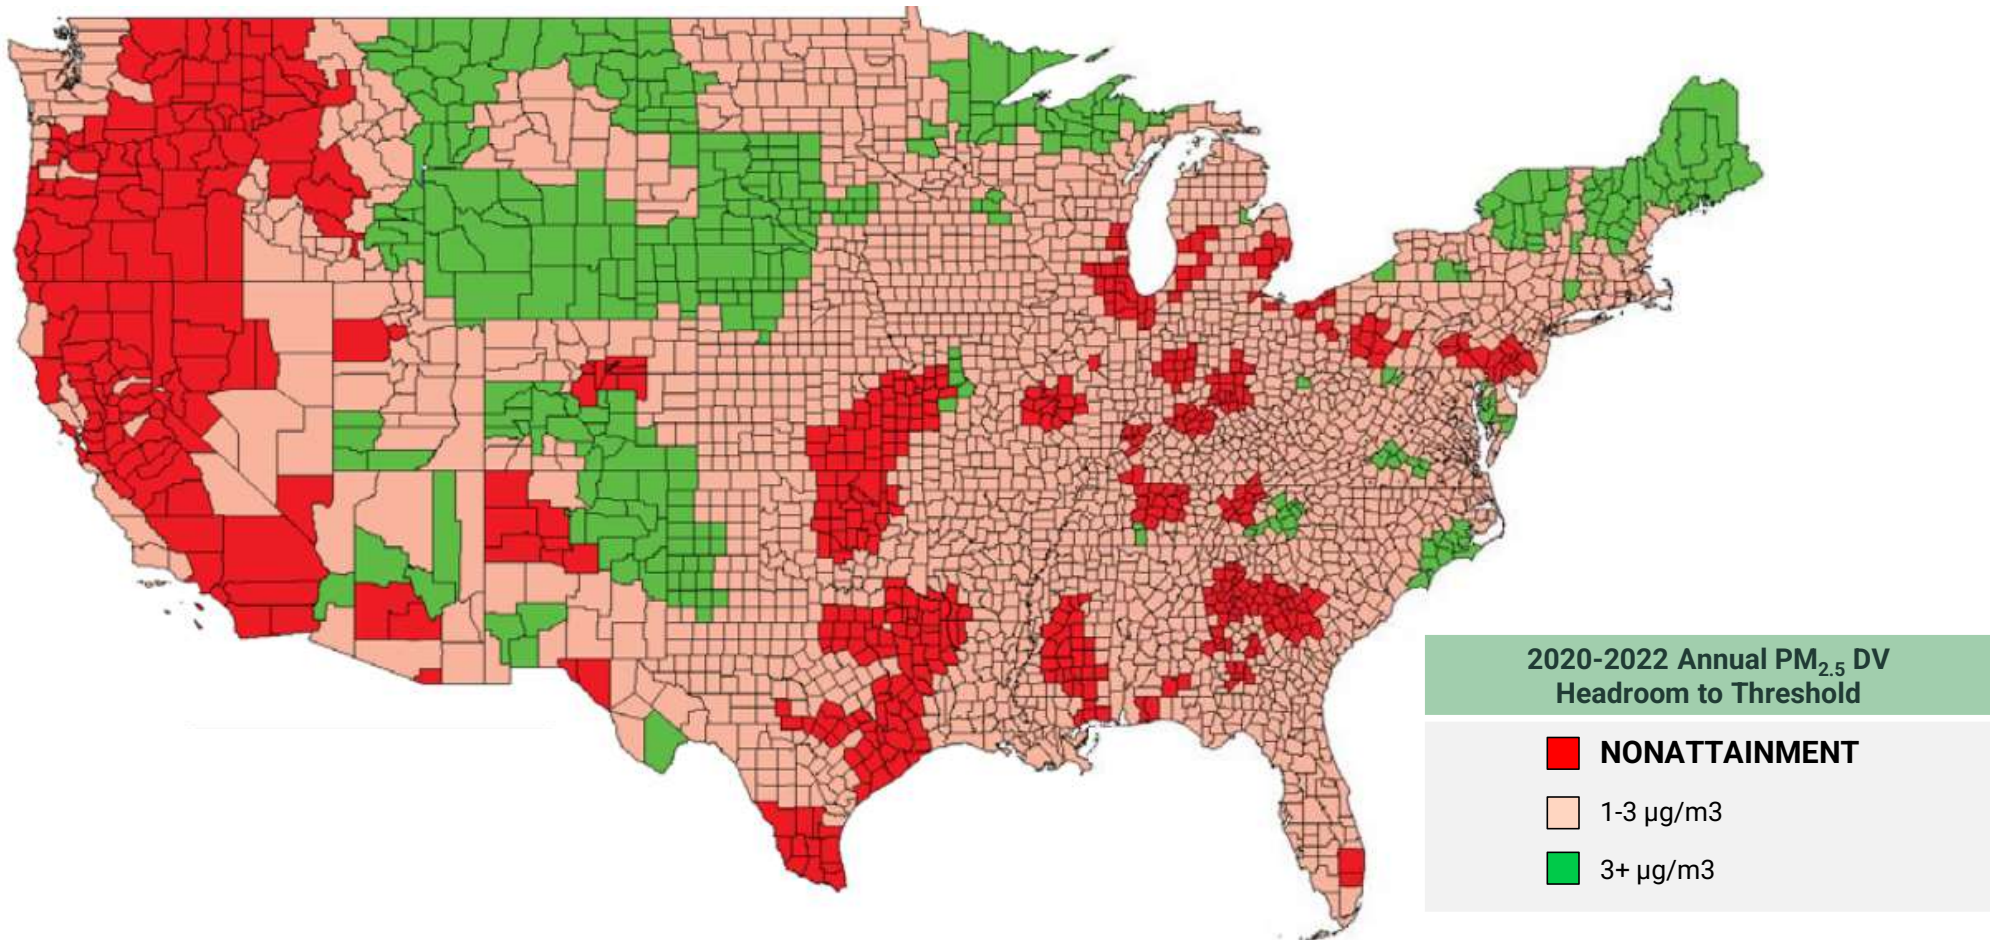 2020-2022 Annual PM2.5 DV
Headroom to Threshold
NONATTAINMENT
1-3 µg/m3
3+ µg/m3